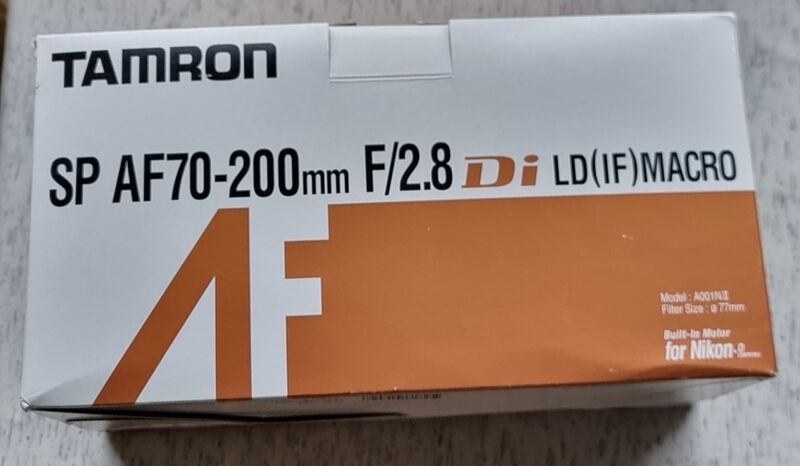 TAMRON
SP AF70-200mm F/2.8 Di LD(IF)MACRO
AF
Model : A001NII
Filter Size : ø77mm
Built-In Motor
for Nikon-D